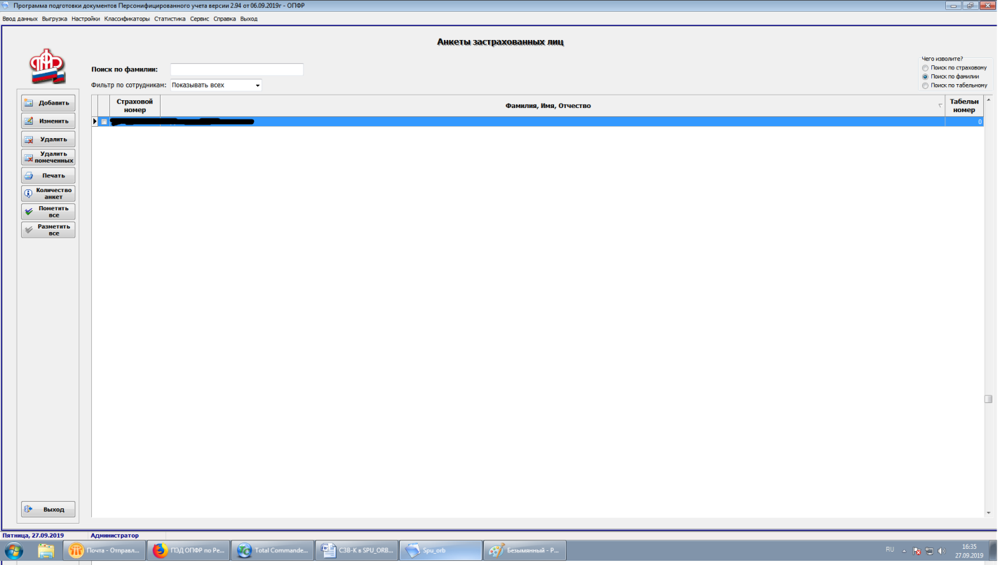 Программа подготовки документов Персонифицированного учета версии 2.94 от 06.09.2019г - ОПФР
Ввод данных Выгрузка Настройки Классификаторы Статистика Сервис Справка Выход
Анкеты застрахованных лиц
Чего изволите?
Поиск по страховому
Поиск по фамилии
Поиск по табельному
Поиск по фамилии:
Фильтр по сотрудникам: Показывать всех
Страховой
номер
Фамилия, Имя, Отчество
Табельн
номер
0
Добавить
Изменить
Удалить
Удалить
помеченных
Печать
Количество
анкет
Пометить
все
Разметить
все
Выход
Пятница, 27.09.2019 Администратор
Почта - Отправл...
ПЭД ОПФР по Ре...
Total Commande...
СЗВ-К в SPU_ORB...
Spu_orb
Безымянный - P...
RU
16:35
27.09.2019